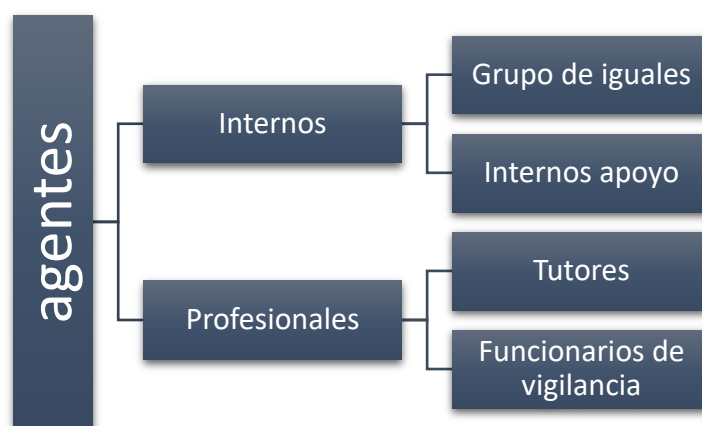 agentes
Internos
Grupo de iguales
Internos apoyo
Profesionales
Tutores
Funcionarios de
vigilancia